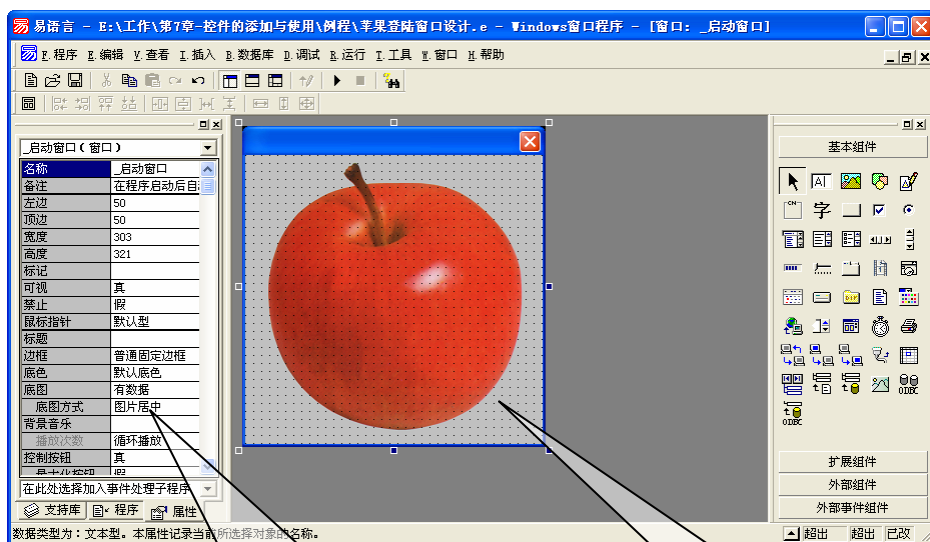 易语言 - E:\工作\第7章-控件的添加与使用\例程\苹果登陆窗口设计.e - Windows窗口程序 - [窗口: _启动窗口]
F.程序 E.编辑 V.查看 I.插入 B.数据库 D.调试 R.运行 T.工具 W.窗口 H.帮助
_启动窗口（窗口）
名称 _启动窗口
备注 在程序启动后自
左边 50
顶边 50
宽度 303
高度 321
标记
可视 真
禁止 假
鼠标指针 默认型
标题
边框 普通固定边框
底色 默认底色
底图 有数据
底图方式 图片居中
背景音乐
播放次数 循环播放
控制按钮 真
最大化按钮 假
在此处选择加入事件处理子程序
支持库 程序 属性
基本组件
字
ODBC
ODBC
扩展组件
外部组件
外部事件组件
数据类型为：文本型。本属性记录当前所选择对象的名称。
超出 超出 已改